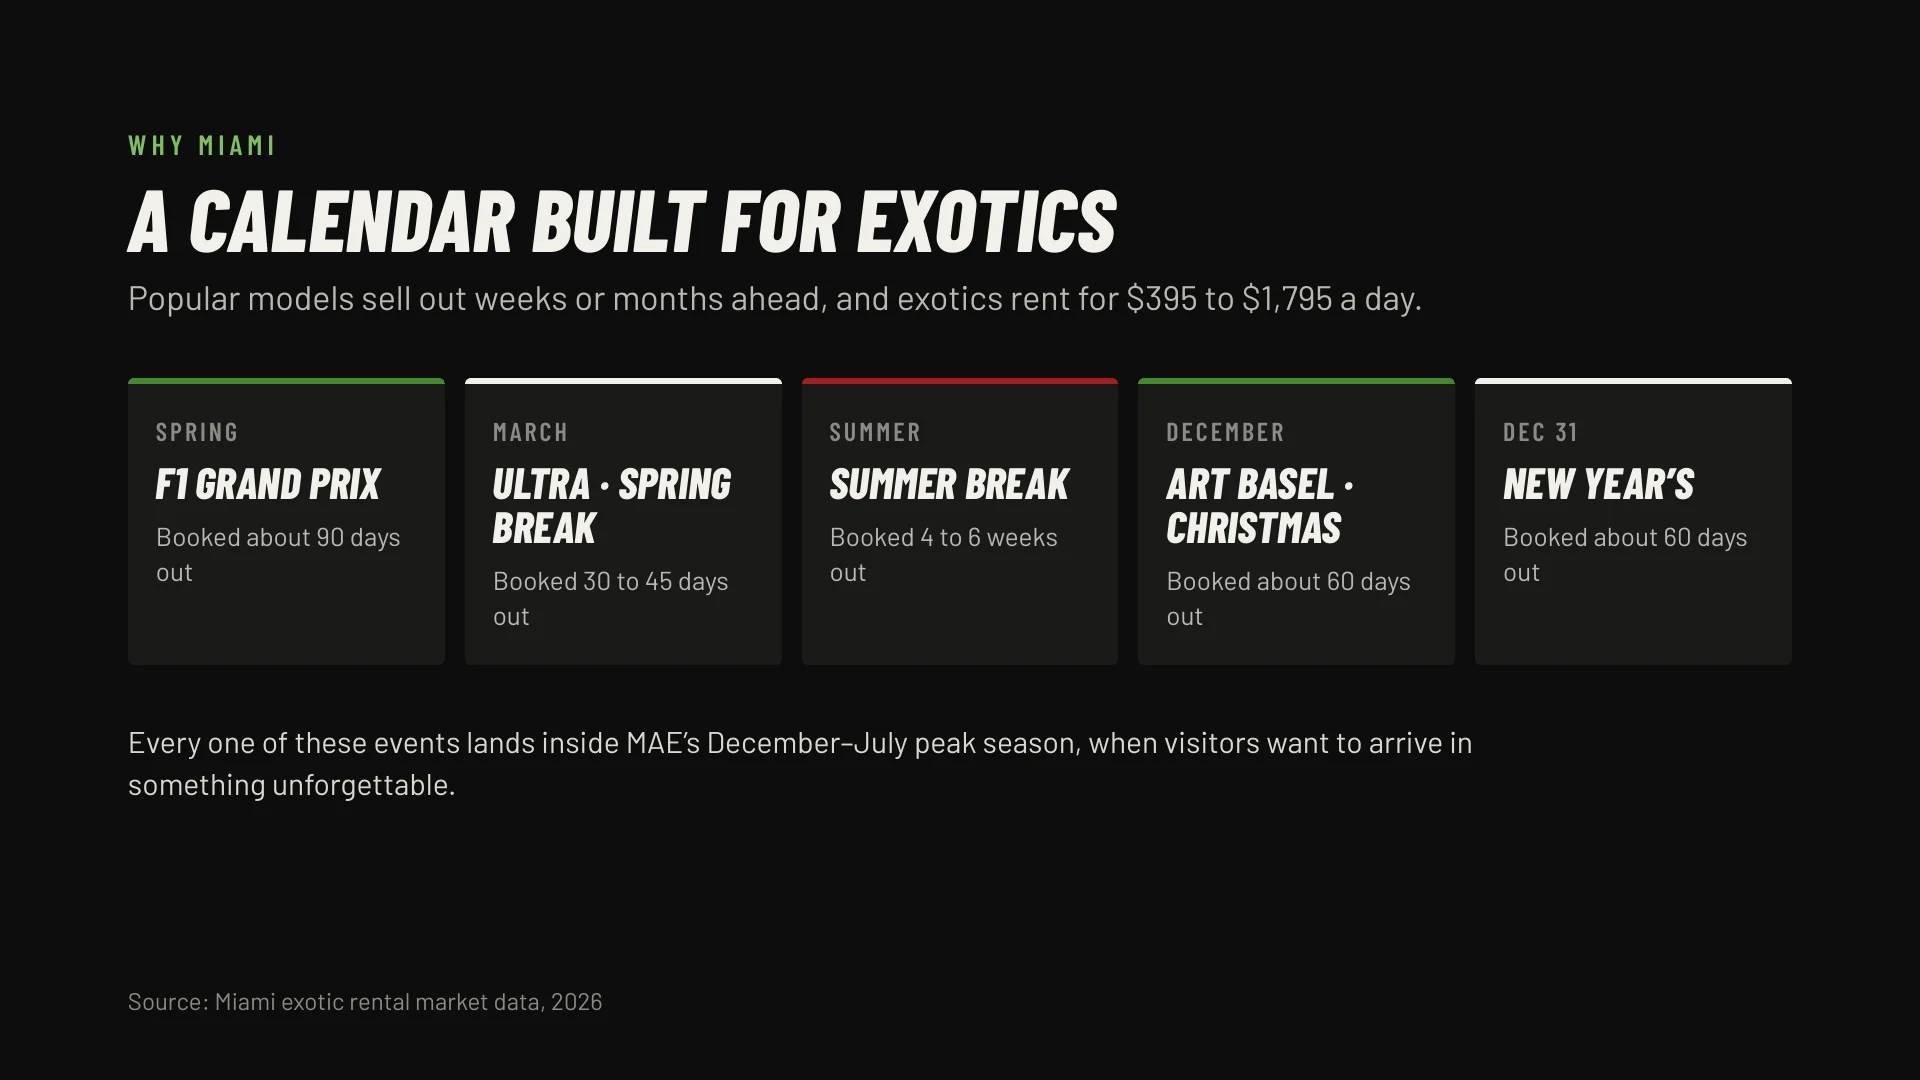 WHY MIAMI
A CALENDAR BUILT FOR EXOTICS
Popular models sell out weeks or months ahead, and exotics rent for $395 to $1,795 a day.
SPRING
F1 GRAND PRIX
Booked about 90 days
out
MARCH
ULTRA · SPRING
BREAK
Booked 30 to 45 days
out
SUMMER
SUMMER BREAK
Booked 4 to 6 weeks
out
DECEMBER
ART BASEL ·
CHRISTMAS
Booked about 60 days
out
DEC 31
NEW YEAR’S
Booked about 60 days
out
Every one of these events lands inside MAE’s December–July peak season, when visitors want to arrive in
something unforgettable.
Source: Miami exotic rental market data, 2026